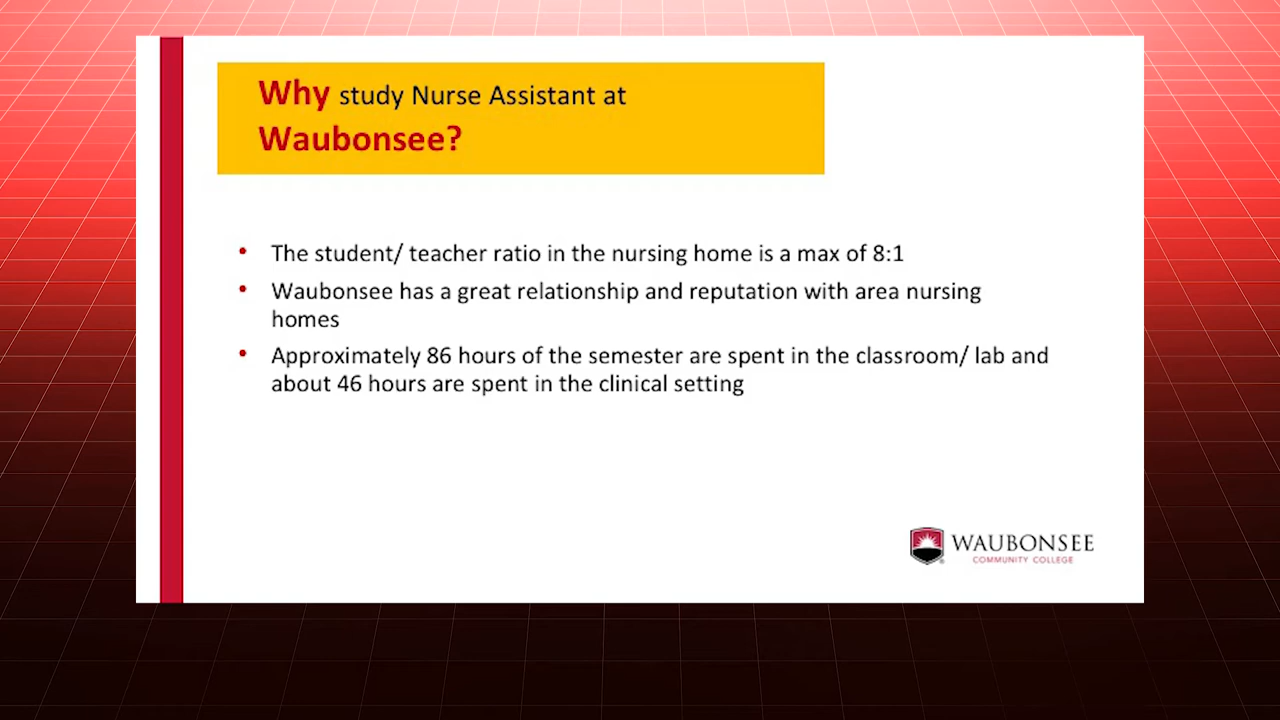 Why study Nurse Assistant at
Waubonsee?
• The student/ teacher ratio in the nursing home is a max of 8:1
• Waubonsee has a great relationship and reputation with area nursing
homes
• Approximately 86 hours of the semester are spent in the classroom/ lab and
about 46 hours are spent in the clinical setting
WAUBONSEE
COMMUNITY COLLEGE